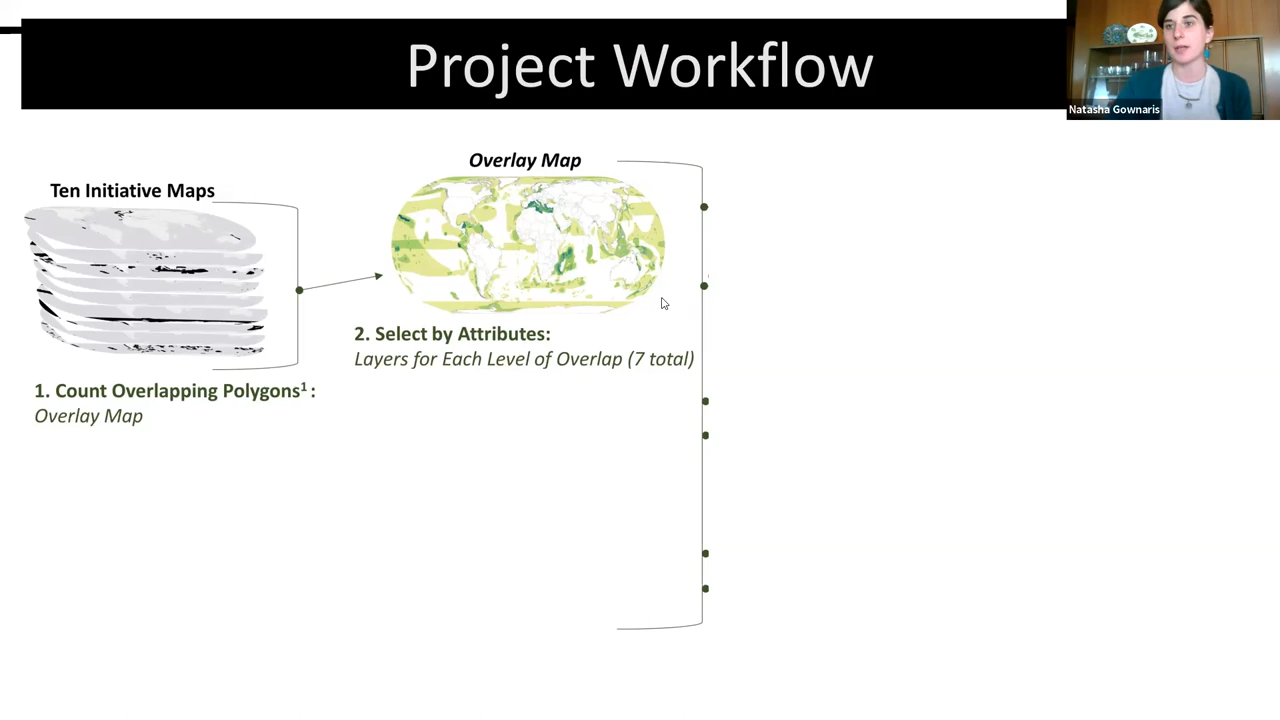 Project Workflow
Natasha Gownaris
Overlay Map
Ten Initiative Maps
2. Select by Attributes:
Layers for Each Level of Overlap (7 total)
1. Count Overlapping Polygons¹ :
Overlay Map